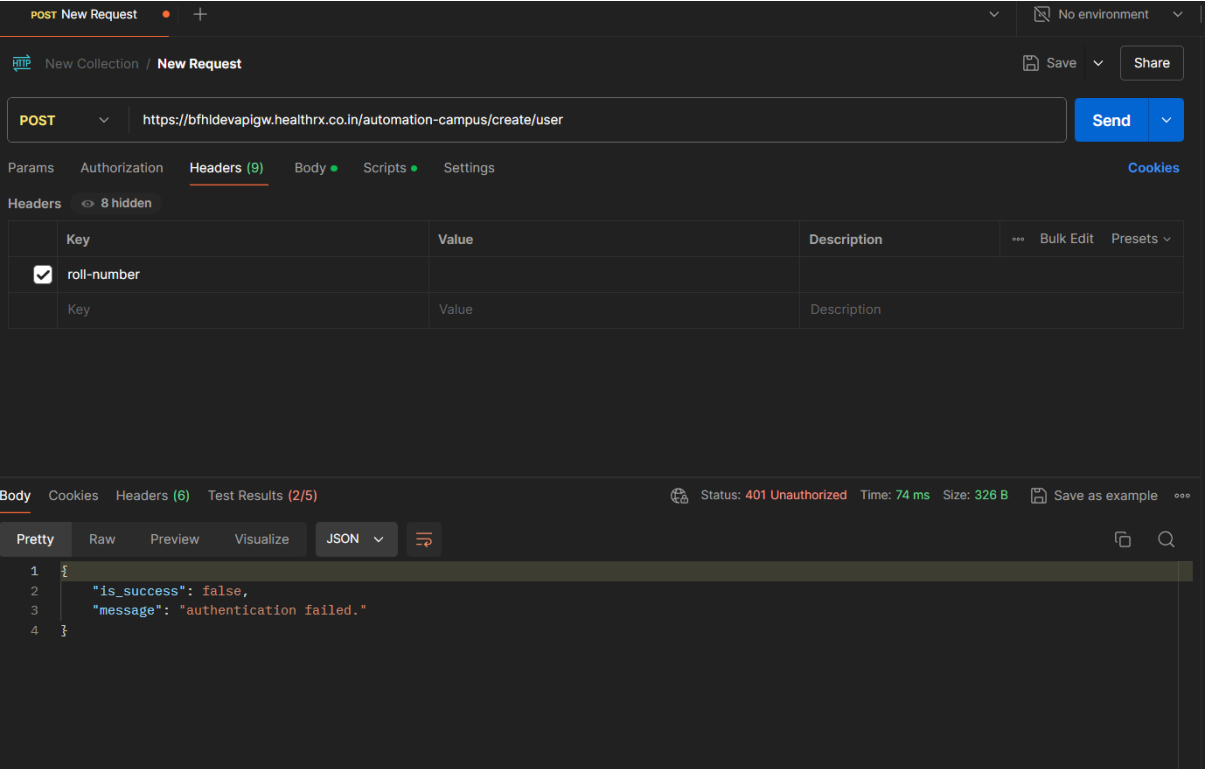 POST New Request
No environment
HTTP New Collection / New Request Save Share
POST https://bfhldevapigw.healthrx.co.in/automation-campus/create/user Send
Params Authorization Headers (9) Body Scripts Settings Cookies
Headers 8 hidden
Key Value Description Bulk Edit Presets
roll-number
Key Value Description
Body Cookies Headers (6) Test Results (2/5) Status: 401 Unauthorized Time: 74 ms Size: 326 B Save as example
Pretty Raw Preview Visualize JSON
1 {
2 "is_success": false,
3 "message": "authentication failed."
4 }